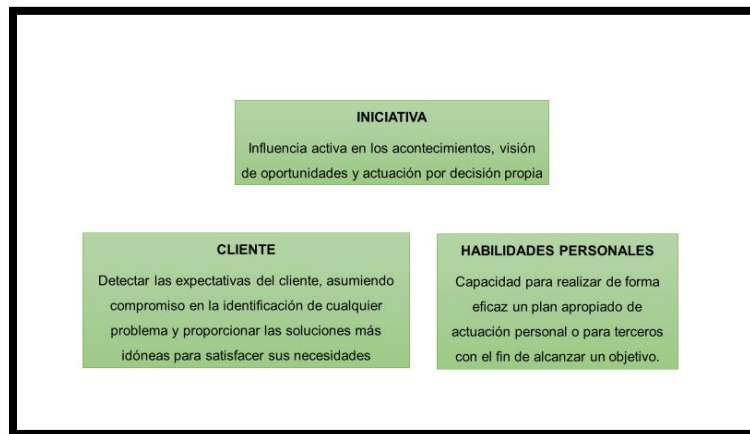 INICIATIVA
Influencia activa en los acontecimientos, visión
de oportunidades y actuación por decisión propia
CLIENTE
Detectar las expectativas del cliente, asumiendo
compromiso en la identificación de cualquier
problema y proporcionar las soluciones más
idóneas para satisfacer sus necesidades
HABILIDADES PERSONALES
Capacidad para realizar de forma
eficaz un plan apropiado de
actuación personal o para terceros
con el fin de alcanzar un objetivo.